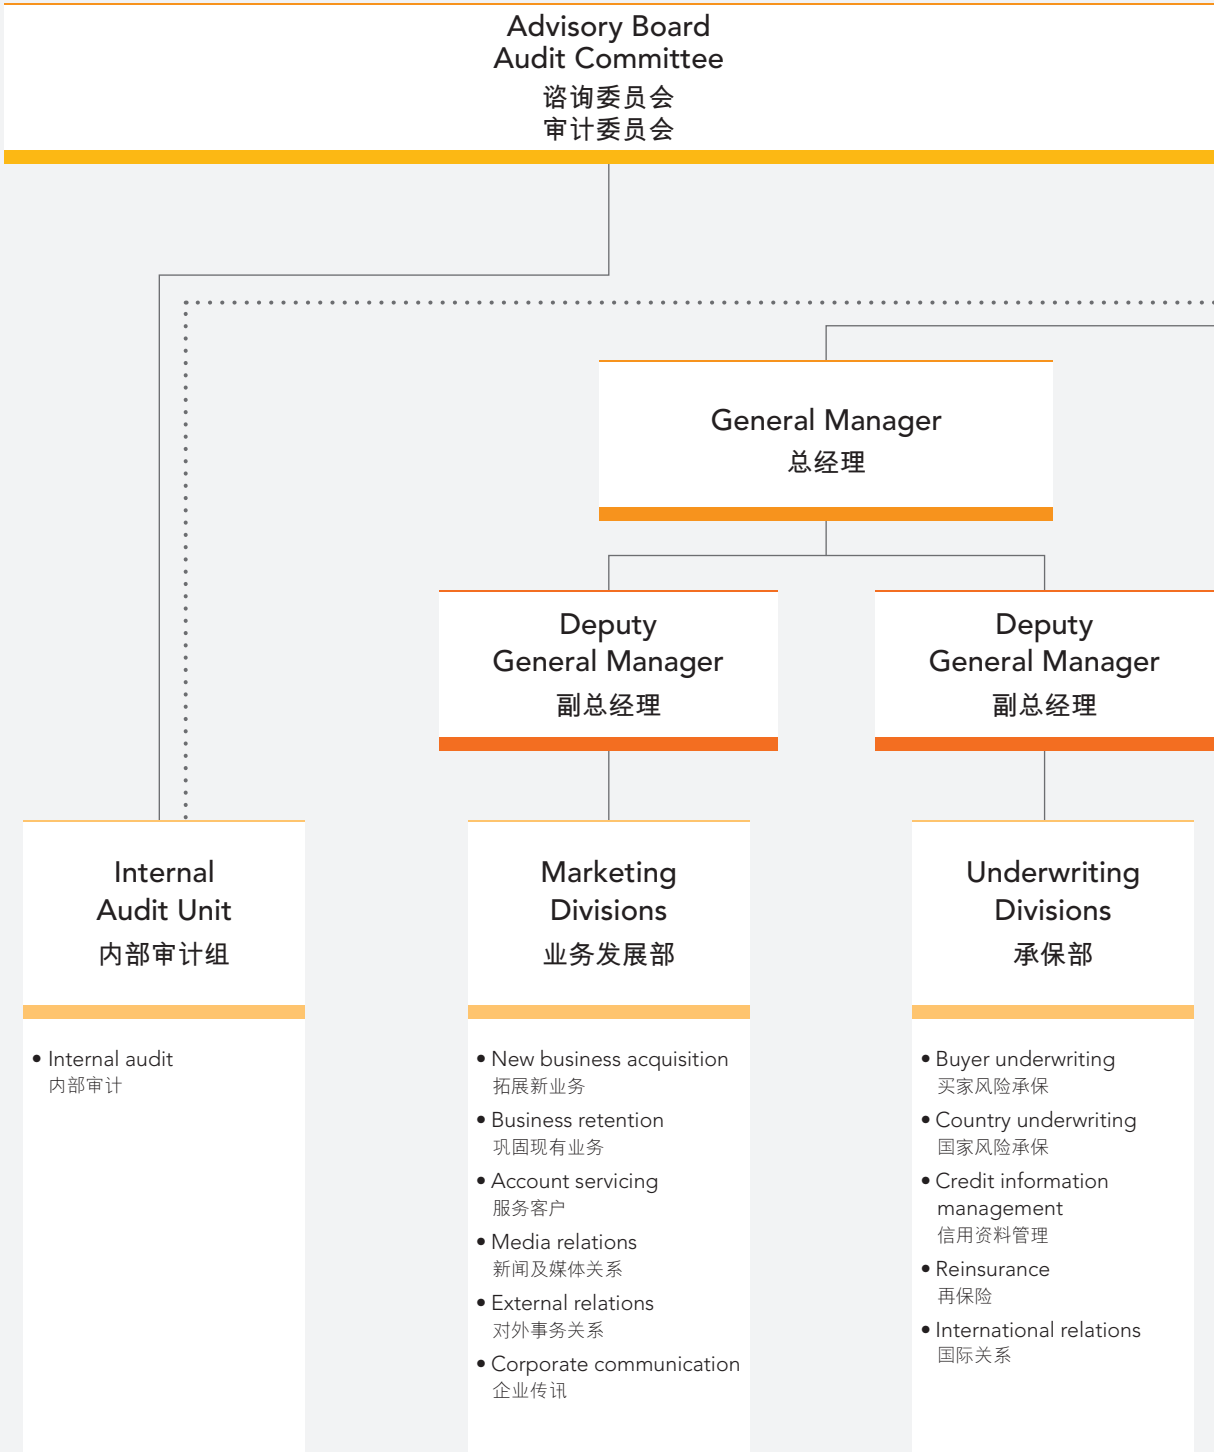 Advisory Board
Audit Committee
谘询委员会
审计委员会
General Manager
总经理
Deputy
General Manager
副总经理
Deputy
General Manager
副总经理
Internal
Audit Unit
内部审计组
• Internal audit
内部审计
Marketing
Divisions
业务发展部
• New business acquisition
拓展新业务
• Business retention
巩固现有业务
• Account servicing
服务客户
• Media relations
新闻及媒体关系
• External relations
对外事务关系
• Corporate communication
企业传讯
Underwriting
Divisions
承保部
• Buyer underwriting
买家风险承保
• Country underwriting
国家风险承保
• Credit information
management
信用资料管理
• Reinsurance
再保险
• International relations
国际关系